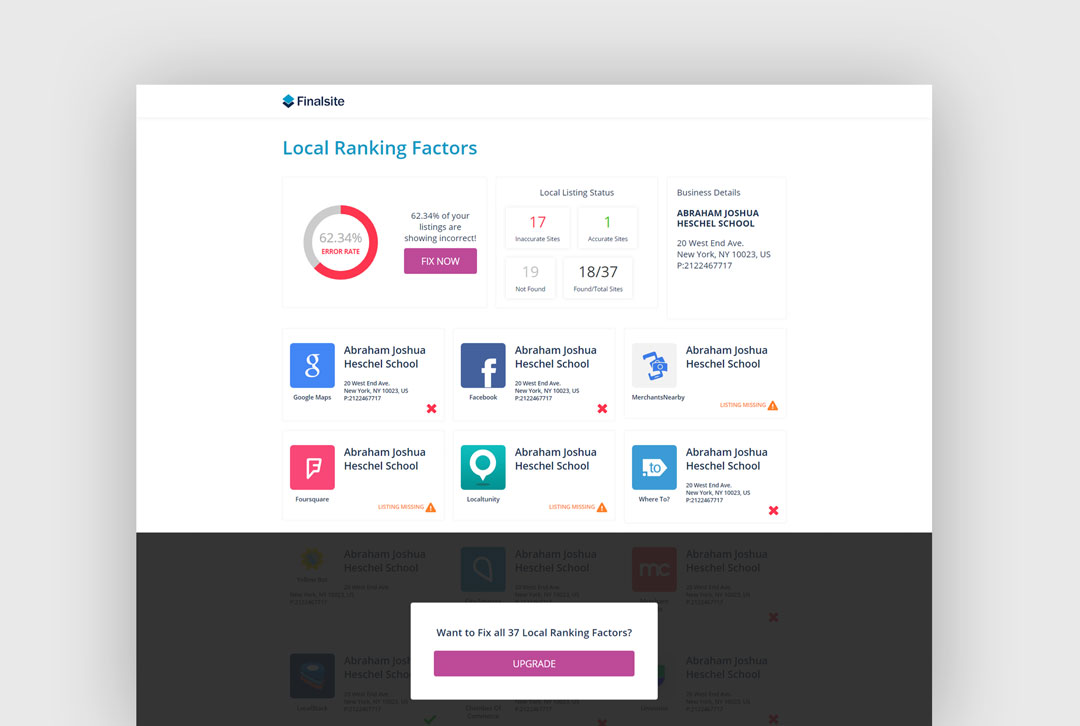 Finalsite
Local Ranking Factors
62.34%
ERROR RATE
62.34% of your
listings are
showing incorrect!
FIX NOW
Local Listing Status
17
Inaccurate Sites
1
Accurate Sites
19
Not Found
18/37
Found/Total Sites
Business Details
ABRAHAM JOSHUA
HESCHEL SCHOOL
20 West End Ave.
New York, NY 10023, US
P:2122467717
g
Google Maps
Abraham Joshua
Heschel School
20 West End Ave.
New York, NY 10023, US
P:2122467717
f
Facebook
Abraham Joshua
Heschel School
20 West End Ave.
New York, NY 10023, US
P:2122467717
MerchantsNearby
Abraham Joshua
Heschel School
LISTING MISSING
Foursquare
Abraham Joshua
Heschel School
LISTING MISSING
Localtunity
Abraham Joshua
Heschel School
LISTING MISSING
.to
Where To?
Abraham Joshua
Heschel School
20 West End Ave.
New York, NY 10023, US
P:2122467717
Yellow Bot
Abraham Joshua
Heschel School
20 West End Ave.
New York, NY 10023, US
P:2122467717
Abraham Joshua
Heschel School
20 West End Ave.
New York, NY 10023, US
mc
Abraham Joshua
Heschel School
20 West End Ave.
New York, NY 10023, US
P:2122467717
Want to Fix all 37 Local Ranking Factors?
UPGRADE
LocalStack
Heschel School
20 West End Ave.
New York, NY 10023, US
P:2122467717
Chamber Of
Commerce
Abraham Joshua
Heschel School
20 West End Ave.
New York, NY 10023, US
P:2122467717